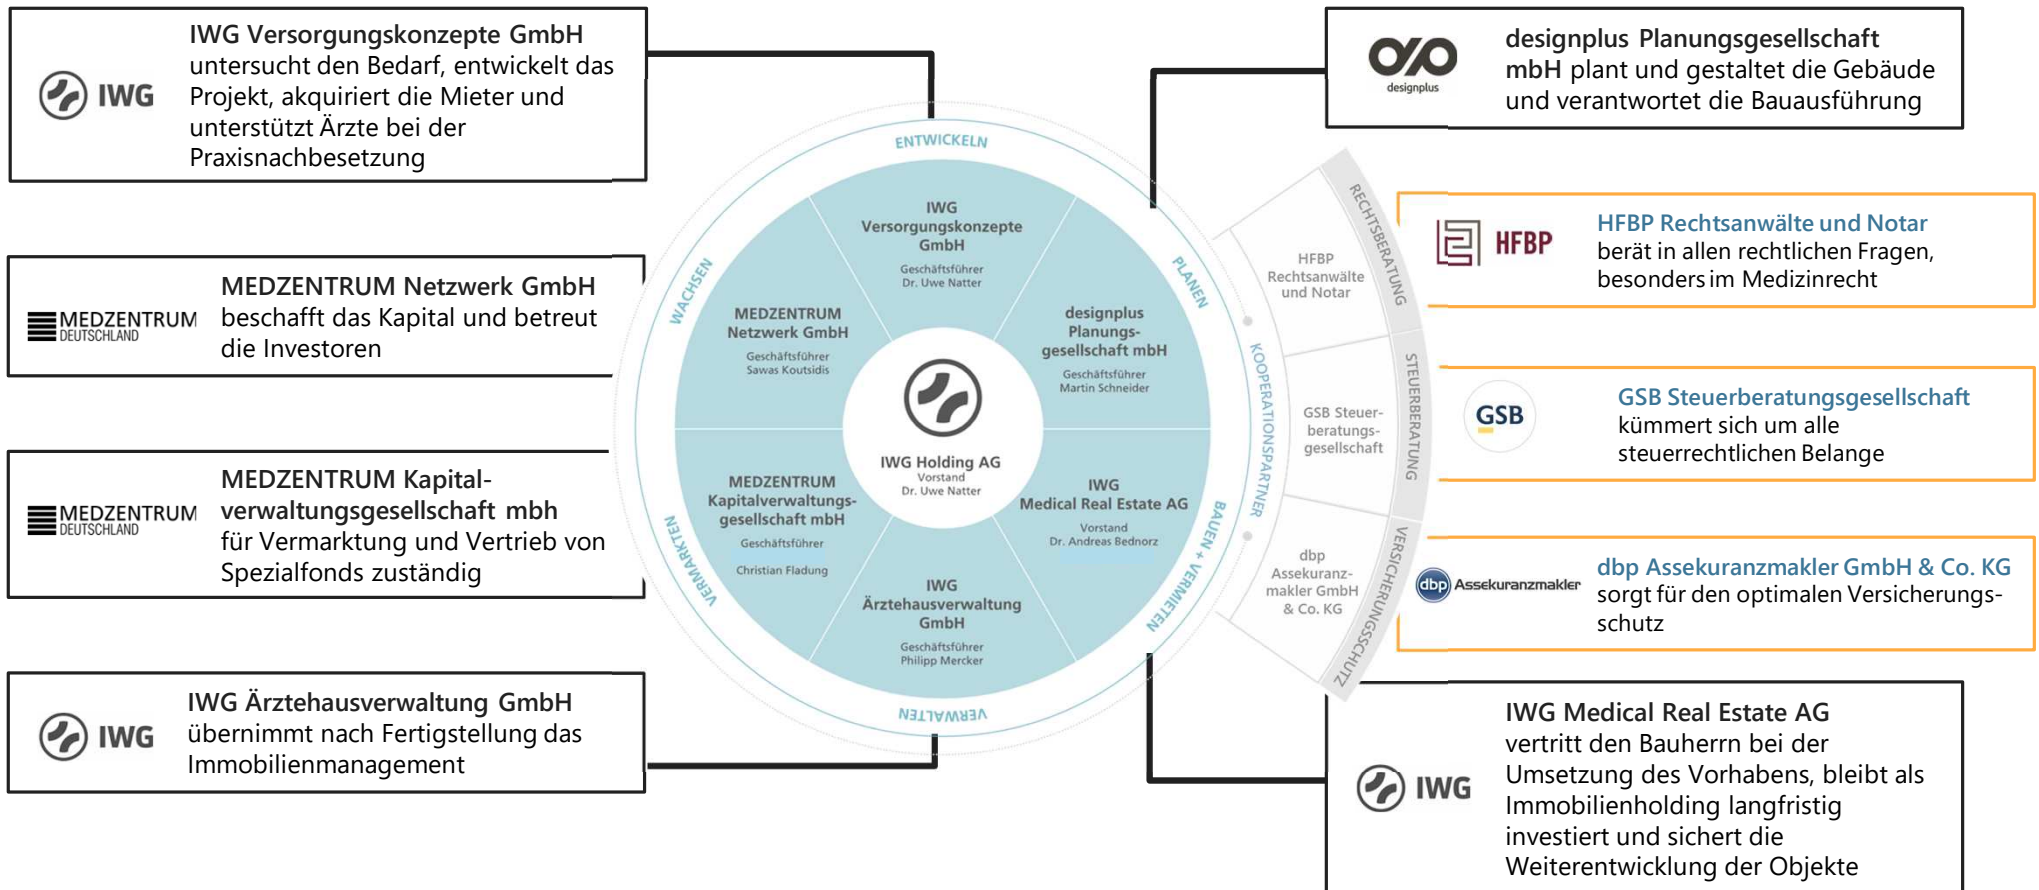 IWG
IWG Versorgungskonzepte GmbH
untersucht den Bedarf, entwickelt das
Projekt, akquiriert die Mieter und
unterstützt Ärzte bei der
Praxisnachbesetzung
MEDZENTRUM
DEUTSCHLAND
MEDZENTRUM Netzwerk GmbH
beschafft das Kapital und betreut
die Investoren
MEDZENTRUM
DEUTSCHLAND
MEDZENTRUM Kapital-
verwaltungsgesellschaft mbh
für Vermarktung und Vertrieb von
Spezialfonds zuständig
IWG
IWG Ärztehausverwaltung GmbH
übernimmt nach Fertigstellung das
Immobilienmanagement
ENTWICKELN
PLANEN
BAUEN + VERMIETEN
VERWALTEN
VERMARKTEN
WACHSEN
IWG
Versorgungskonzepte
GmbH
Geschäftsführer
Dr. Uwe Natter
designplus
Planungs-
gesellschaft mbH
Geschäftsführer
Martin Schneider
IWG
Medical Real Estate AG
Vorstand
Dr. Andreas Bednorz
IWG
Ärztehausverwaltung
GmbH
Geschäftsführer
Philipp Mercker
MEDZENTRUM
Kapitalverwaltungs-
gesellschaft mbH
Geschäftsführer
Christian Fladung
MEDZENTRUM
Netzwerk GmbH
Geschäftsführer
Sawas Koutsidis
IWG Holding AG
Vorstand
Dr. Uwe Natter
KOOPERATIONSPARTNER
HFBP
Rechtsanwälte
und Notar
RECHTSBERATUNG
GSB Steuer-
beratungs-
gesellschaft
STEUERBERATUNG
dbp
Assekuranz-
makler GmbH
& Co. KG
VERSICHERUNGSSCHUTZ
designplus
designplus Planungsgesellschaft
mbH plant und gestaltet die Gebäude
und verantwortet die Bauausführung
HFBP
HFBP Rechtsanwälte und Notar
berät in allen rechtlichen Fragen,
besonders im Medizinrecht
GSB
GSB Steuerberatungsgesellschaft
kümmert sich um alle
steuerrechtlichen Belange
dbp Assekuranzmakler
dbp Assekuranzmakler GmbH & Co. KG
sorgt für den optimalen Versicherungs-
schutz
IWG
IWG Medical Real Estate AG
vertritt den Bauherrn bei der
Umsetzung des Vorhabens, bleibt als
Immobilienholding langfristig
investiert und sichert die
Weiterentwicklung der Objekte